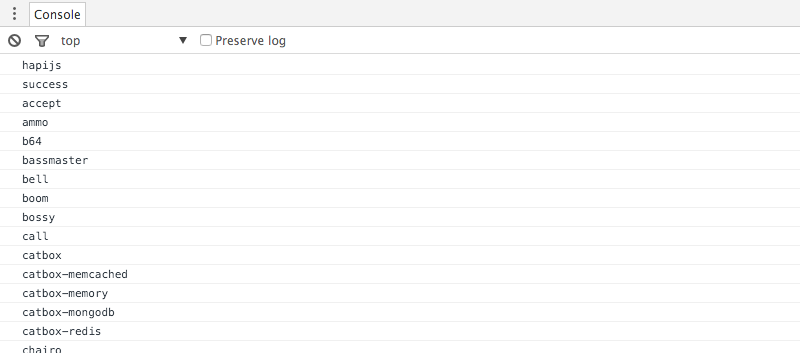 Console
top Preserve log
hapijs
success
accept
ammo
b64
bassmaster
bell
boom
bossy
call
catbox
catbox-memcached
catbox-memory
catbox-mongodb
catbox-redis
chairo